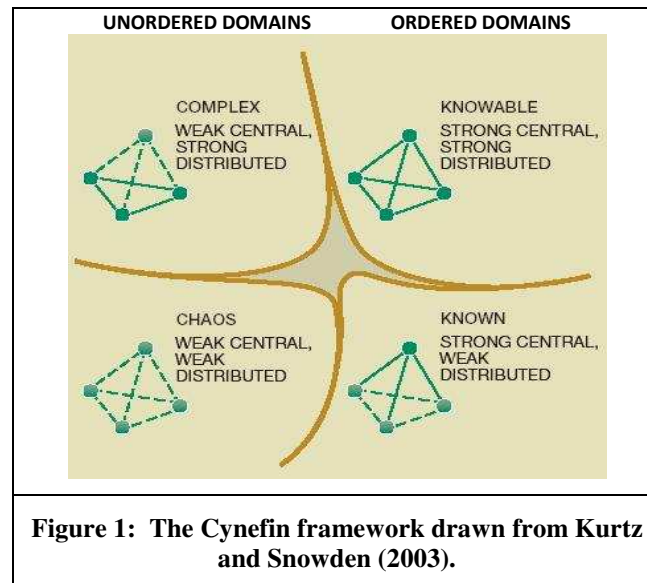 UNORDERED DOMAINS
ORDERED DOMAINS
COMPLEX
WEAK CENTRAL,
STRONG
DISTRIBUTED
KNOWABLE
STRONG CENTRAL,
STRONG
DISTRIBUTED
CHAOS
WEAK CENTRAL,
WEAK
DISTRIBUTED
KNOWN
STRONG CENTRAL,
WEAK
DISTRIBUTED
Figure 1: The Cynefin framework drawn from Kurtz
and Snowden (2003).